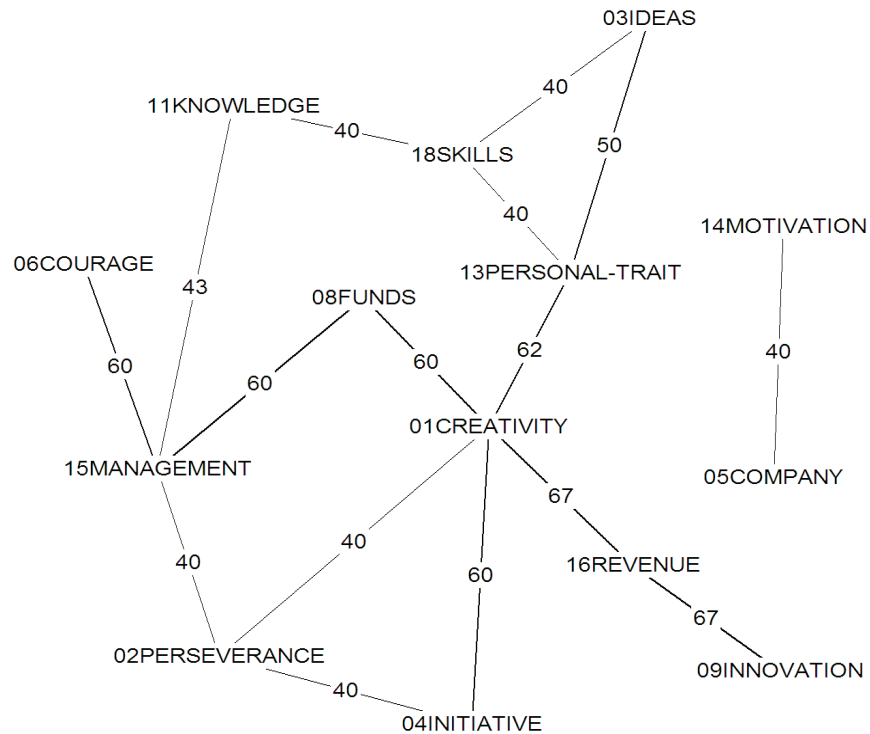 03IDEAS
40
11KNOWLEDGE
40
50
18SKILLS
40
14MOTIVATION
06COURAGE
13PERSONAL-TRAIT
43
08FUNDS
62
40
60
60
60
01CREATIVITY
15MANAGEMENT
05COMPANY
67
40
40
60
16REVENUE
67
02PERSEVERANCE
09INNOVATION
40
04INITIATIVE